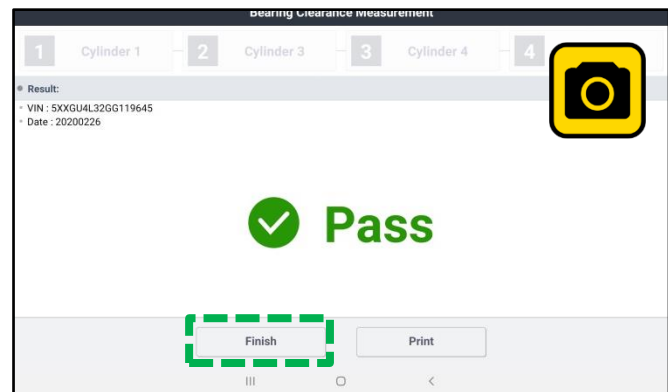 Bearing Clearance Measurement
1 Cylinder 1 2 Cylinder 3 3 Cylinder 4 4
Result:
VIN : 5XXGU4L32GG119645
Date : 20200226
Pass
Finish Print